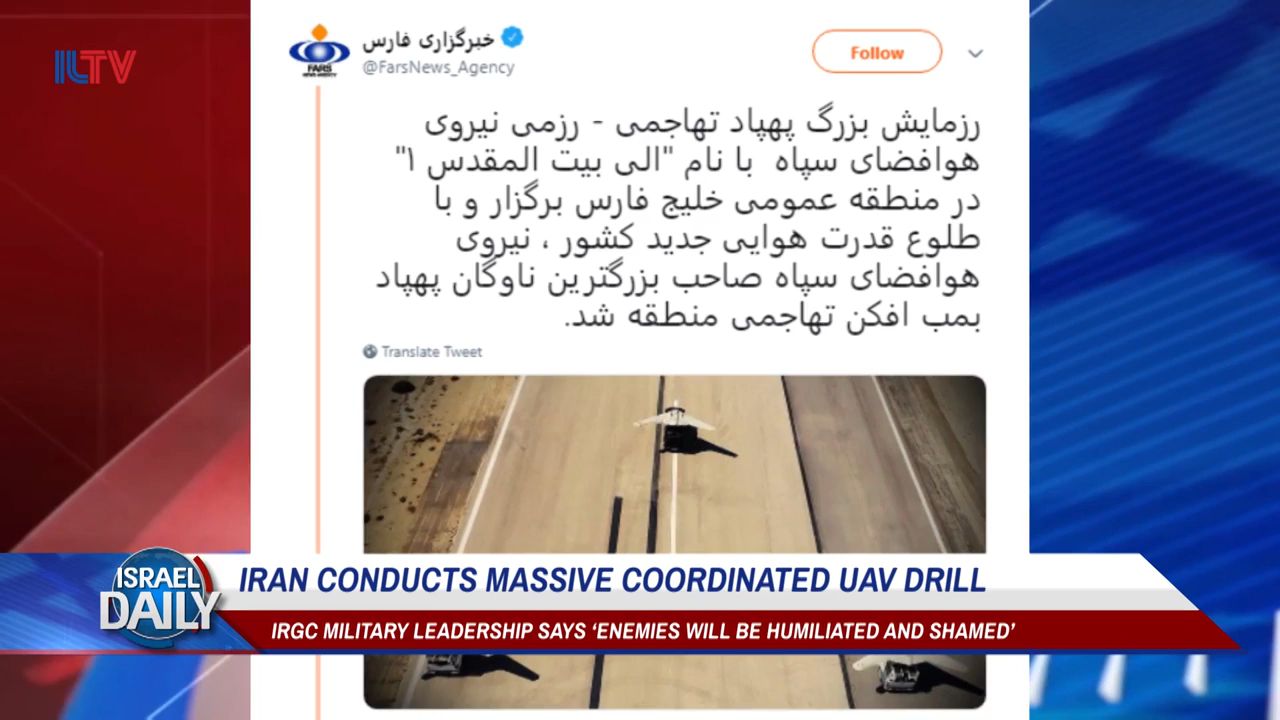 ILTV
خبرگزاری فارس
@FarsNews_Agency
FARS
NEWS AGENCY
Follow
رزمایش بزرگ پهپاد تهاجمی - رزمی نیروی
هوافضای سپاه با نام "الی بیت المقدس ۱"
در منطقه عمومی خلیج فارس برگزار و با
طلوع قدرت هوایی جدید کشور ، نیروی
هوافضای سپاه صاحب بزرگترین ناوگان پهپاد
بمب افکن تهاجمی منطقه شد.
Translate Tweet
ISRAEL
DAILY
IRAN CONDUCTS MASSIVE COORDINATED UAV DRILL
IRGC MILITARY LEADERSHIP SAYS ‘ENEMIES WILL BE HUMILIATED AND SHAMED’